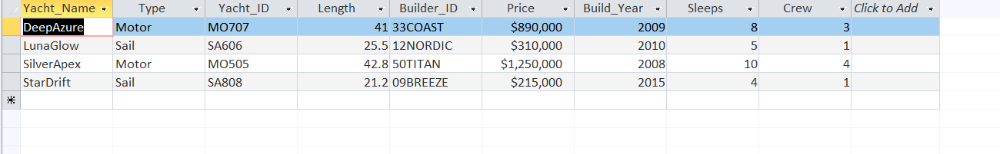 Yacht_Name Type Yacht_ID Length Builder_ID Price Build_Year Sleeps Crew Click to Add
DeepAzure Motor MO707 41 33COAST $890,000 2009 8 3
LunaGlow Sail SA606 25.5 12NORDIC $310,000 2010 5 1
SilverApex Motor MO505 42.8 50TITAN $1,250,000 2008 10 4
StarDrift Sail SA808 21.2 09BREEZE $215,000 2015 4 1